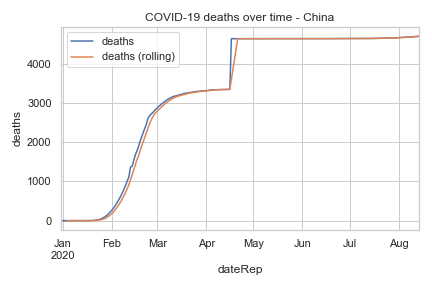 COVID-19 deaths over time - China
deaths
deaths (rolling)
4000
3000
2000
1000
0
deaths
Jan Feb Mar Apr May Jun Jul Aug
2020
dateRep